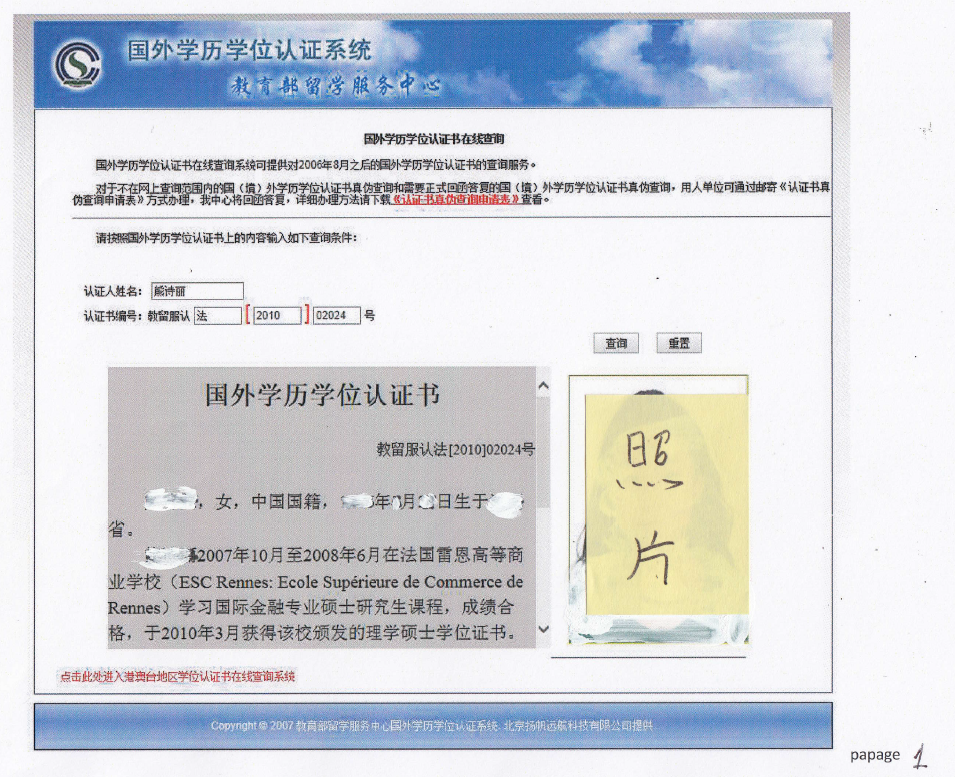 国外学历学位认证系统
教育部留学服务中心
国外学历学位认证书在线查询
国外学历学位认证书在线查询系统可提供对2006年8月之后的国外学历学位认证书的查询服务。
对于不在网上查询范围内的国（境）外学历学位认证书真伪查询和需要正式回函答复的国（境）外学历学位认证书真伪查询，用人单位可通过邮寄《认证书真
伪查询申请表》方式办理，我中心将回函答复，详细办理方法请下载《认证书真伪查询申请表》查看。
请按照国外学历学位认证书上的内容输入如下查询条件：
认证人姓名： 熊诗丽
认证书编号：教留服认 法 [ 2010 ] 02024 号
查询 重置
国外学历学位认证书
教留服认法[2010]02024号
，女，中国国籍， 年 月 日生于
省。
2007年10月至2008年6月在法国雷恩高等商
业学校（ESC Rennes: Ecole Supérieure de Commerce de
Rennes）学习国际金融专业硕士研究生课程，成绩合
格，于2010年3月获得该校颁发的理学硕士学位证书。
照
片
点击此处进入港澳台地区学位认证书在线查询系统
Copyright © 2007 教育部留学服务中心国外学历学位认证系统. 北京扬帆远航科技有限公司提供
papage 1